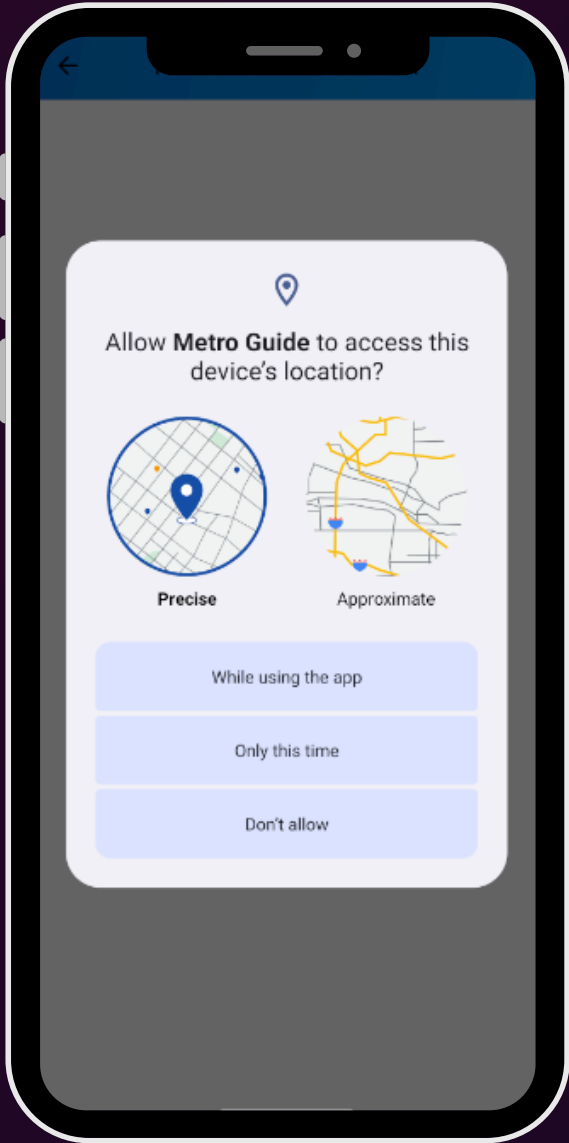 Allow Metro Guide to access this
device's location?
Precise
Approximate
While using the app
Only this time
Don't allow